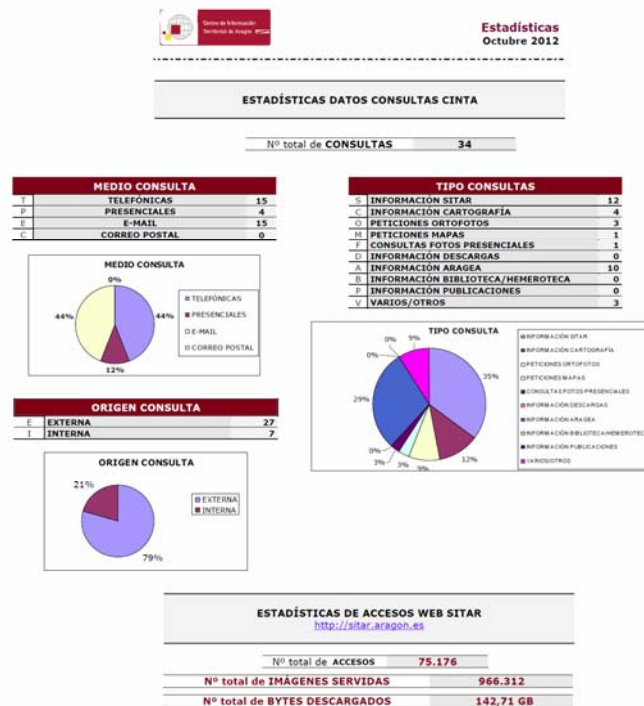 Centro de Información
Territorial de Aragón
Estadísticas
Octubre 2012
ESTADÍSTICAS DATOS CONSULTAS CINTA
Nº total de CONSULTAS 34
MEDIO CONSULTA
T TELEFÓNICAS 15
P PRESENCIALES 4
E E-MAIL 15
C CORREO POSTAL 0
MEDIO CONSULTA
0%
44%
44%
12%
TELEFÓNICAS
PRESENCIALES
E-MAIL
CORREO POSTAL
ORIGEN CONSULTA
E EXTERNA 27
I INTERNA 7
ORIGEN CONSULTA
21%
79%
EXTERNA
INTERNA
TIPO CONSULTAS
S INFORMACIÓN SITAR 12
C INFORMACIÓN CARTOGRAFÍA 4
O PETICIONES ORTOFOTOS 3
M PETICIONES MAPAS 1
F CONSULTAS FOTOS PRESENCIALES 1
D INFORMACIÓN DESCARGAS 0
A INFORMACIÓN ARAGEA 10
B INFORMACIÓN BIBLIOTECA/HEMEROTECA 0
P INFORMACIÓN PUBLICACIONES 0
V VARIOS/OTROS 3
TIPO CONSULTA
0%
9%
0%
35%
29%
0%
3%
3%
9%
12%
INFORMACIÓN SITAR
INFORMACIÓN CARTOGRAFÍA
PETICIONES ORTOFOTOS
PETICIONES MAPAS
CONSULTAS FOTOS PRESENCIALES
INFORMACIÓN DESCARGAS
INFORMACIÓN ARAGEA
INFORMACIÓN BIBLIOTECA/HEMEROTEC
INFORMACIÓN PUBLICACIONES
VARIOS/OTROS
ESTADÍSTICAS DE ACCESOS WEB SITAR
http://sitar.aragon.es
Nº total de ACCESOS 75.176
Nº total de IMÁGENES SERVIDAS 966.312
Nº total de BYTES DESCARGADOS 142,71 GB